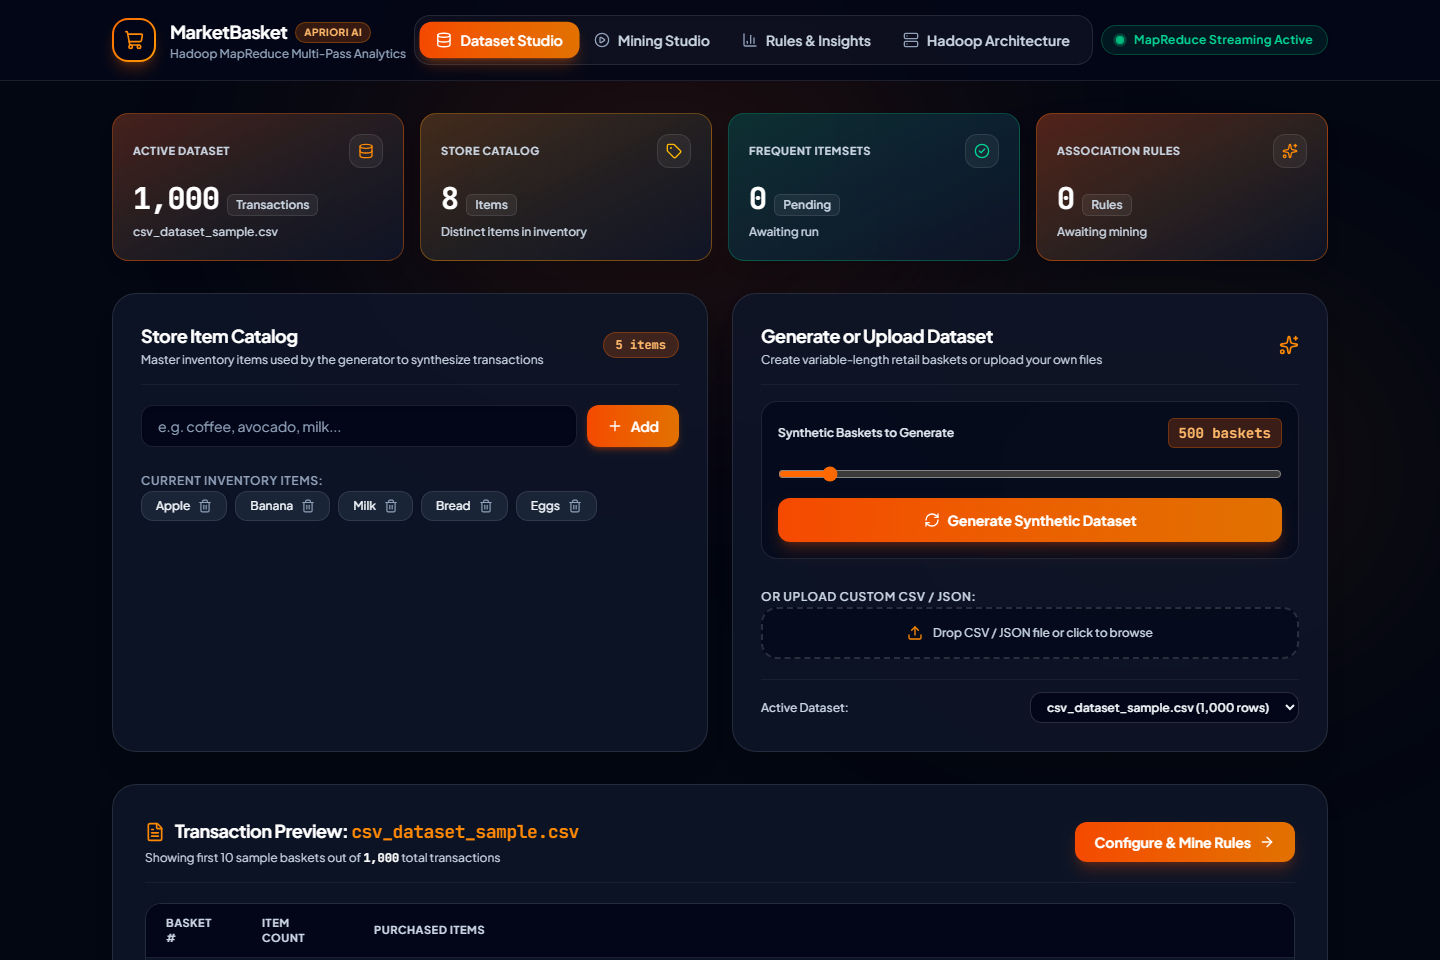 MarketBasket APRIORI AI
Hadoop MapReduce Multi-Pass Analytics
Dataset Studio
Mining Studio
Rules & Insights
Hadoop Architecture
MapReduce Streaming Active
ACTIVE DATASET
1,000 Transactions
csv_dataset_sample.csv
STORE CATALOG
8 Items
Distinct items in inventory
FREQUENT ITEMSETS
0 Pending
Awaiting run
ASSOCIATION RULES
0 Rules
Awaiting mining
Store Item Catalog
Master inventory items used by the generator to synthesize transactions
5 items
e.g. coffee, avocado, milk...
Add
CURRENT INVENTORY ITEMS:
Apple
Banana
Milk
Bread
Eggs
Generate or Upload Dataset
Create variable-length retail baskets or upload your own files
Synthetic Baskets to Generate
500 baskets
Generate Synthetic Dataset
OR UPLOAD CUSTOM CSV / JSON:
Drop CSV / JSON file or click to browse
Active Dataset:
csv_dataset_sample.csv (1,000 rows)
Transaction Preview: csv_dataset_sample.csv
Showing first 10 sample baskets out of 1,000 total transactions
Configure & Mine Rules
BASKET
#
ITEM
COUNT
PURCHASED ITEMS